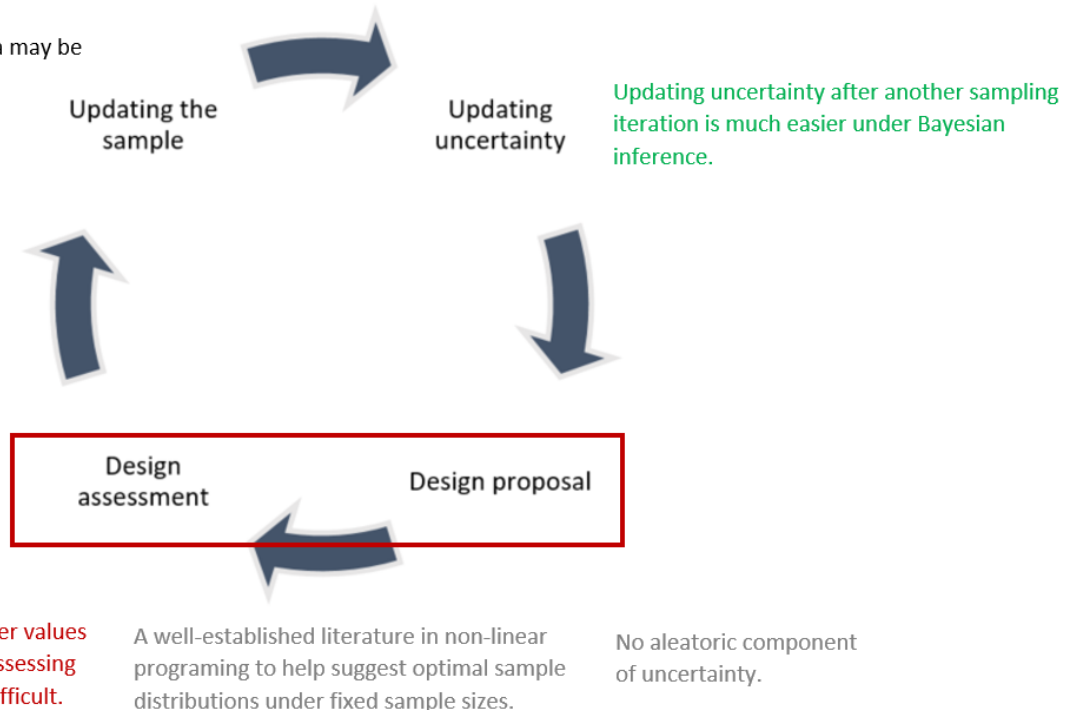 may be
Updating the
sample
Updating
uncertainty
Updating uncertainty after another sampling
iteration is much easier under Bayesian
inference.
Design
assessment
Design proposal
er values
ssessing
fficult.
A well-established literature in non-linear
programing to help suggest optimal sample
distributions under fixed sample sizes.
No aleatoric component
of uncertainty.